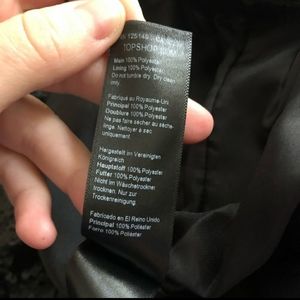 TOPSHOP
Main 100% Polyester
Lining 100% Polyester
Do not tumble dry. Dry clean
only.
Fabriqué au Royaume-Uni
Principal 100% Polyester
Doublure 100% Polyester
Ne pas faire sécher au sèche-
linge. Nettoyer à sec
uniquement.
Hergestellt im Vereinigten
Königreich
Hauptstoff 100% Polyester
Futter 100% Polyester
Nicht im Wäschetrockner
trocknen. Nur zur
Trockenreinigung.
Fabricado en El Reino Unido
Principal 100% Poliéster
Forro 100% Poliéster